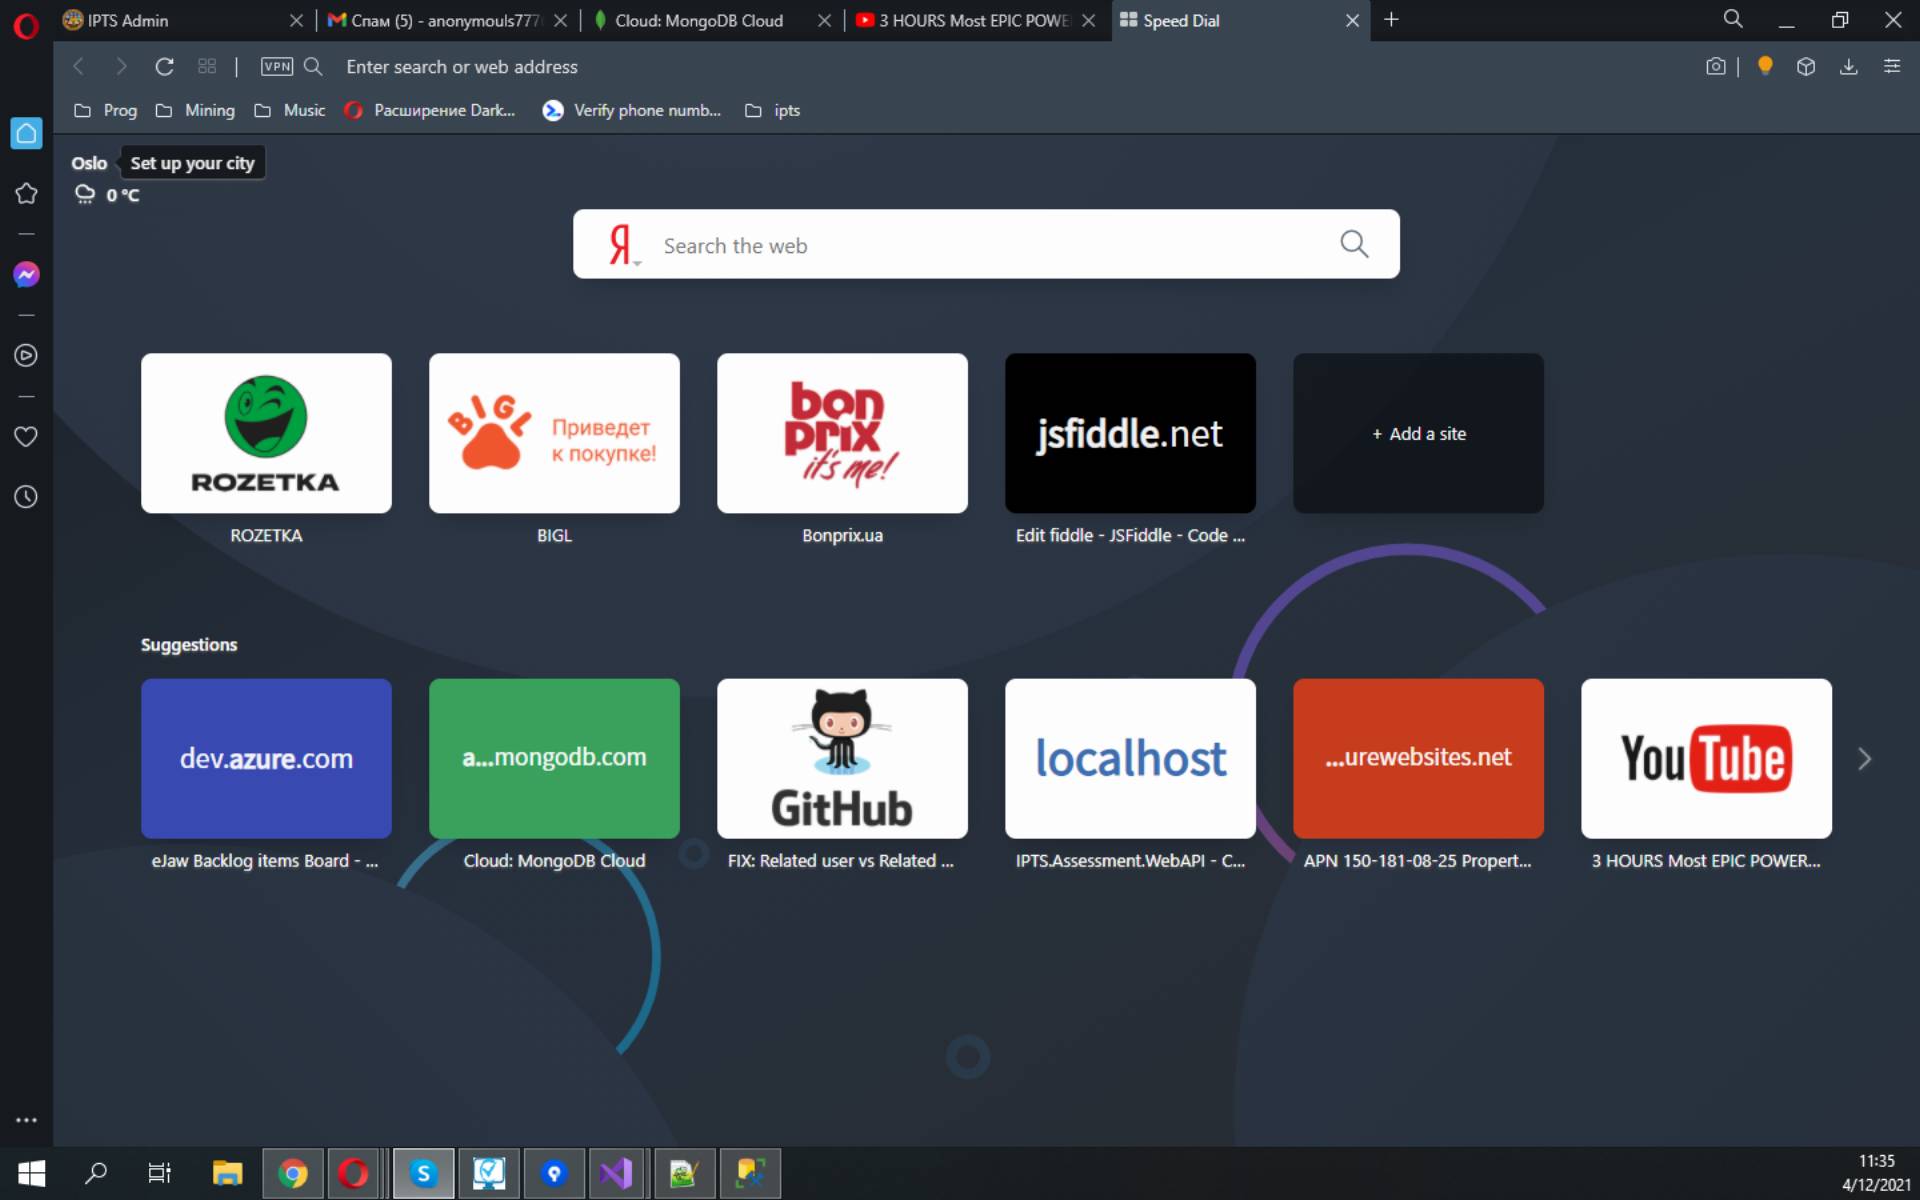 IPTS Admin
Спам (5) - anonymouls777
Cloud: MongoDB Cloud
3 HOURS Most EPIC POWE
Speed Dial
VPN
Enter search or web address
Prog
Mining
Music
Расширение Dark...
Verify phone numb...
ipts
Oslo
Set up your city
0 °C
Я
Search the web
ROZETKA
BIGL
Приведет
к покупке!
bon
prix
it's me!
jsfiddle.net
+ Add a site
ROZETKA
BIGL
Bonprix.ua
Edit fiddle - JSFiddle - Code ...
Suggestions
dev.azure.com
a...mongodb.com
GitHub
localhost
...urewebsites.net
YouTube
eJaw Backlog items Board - ...
Cloud: MongoDB Cloud
FIX: Related user vs Related ...
IPTS.Assessment.WebAPI - C...
APN 150-181-08-25 Propert...
3 HOURS Most EPIC POWER...
11:35
4/12/2021